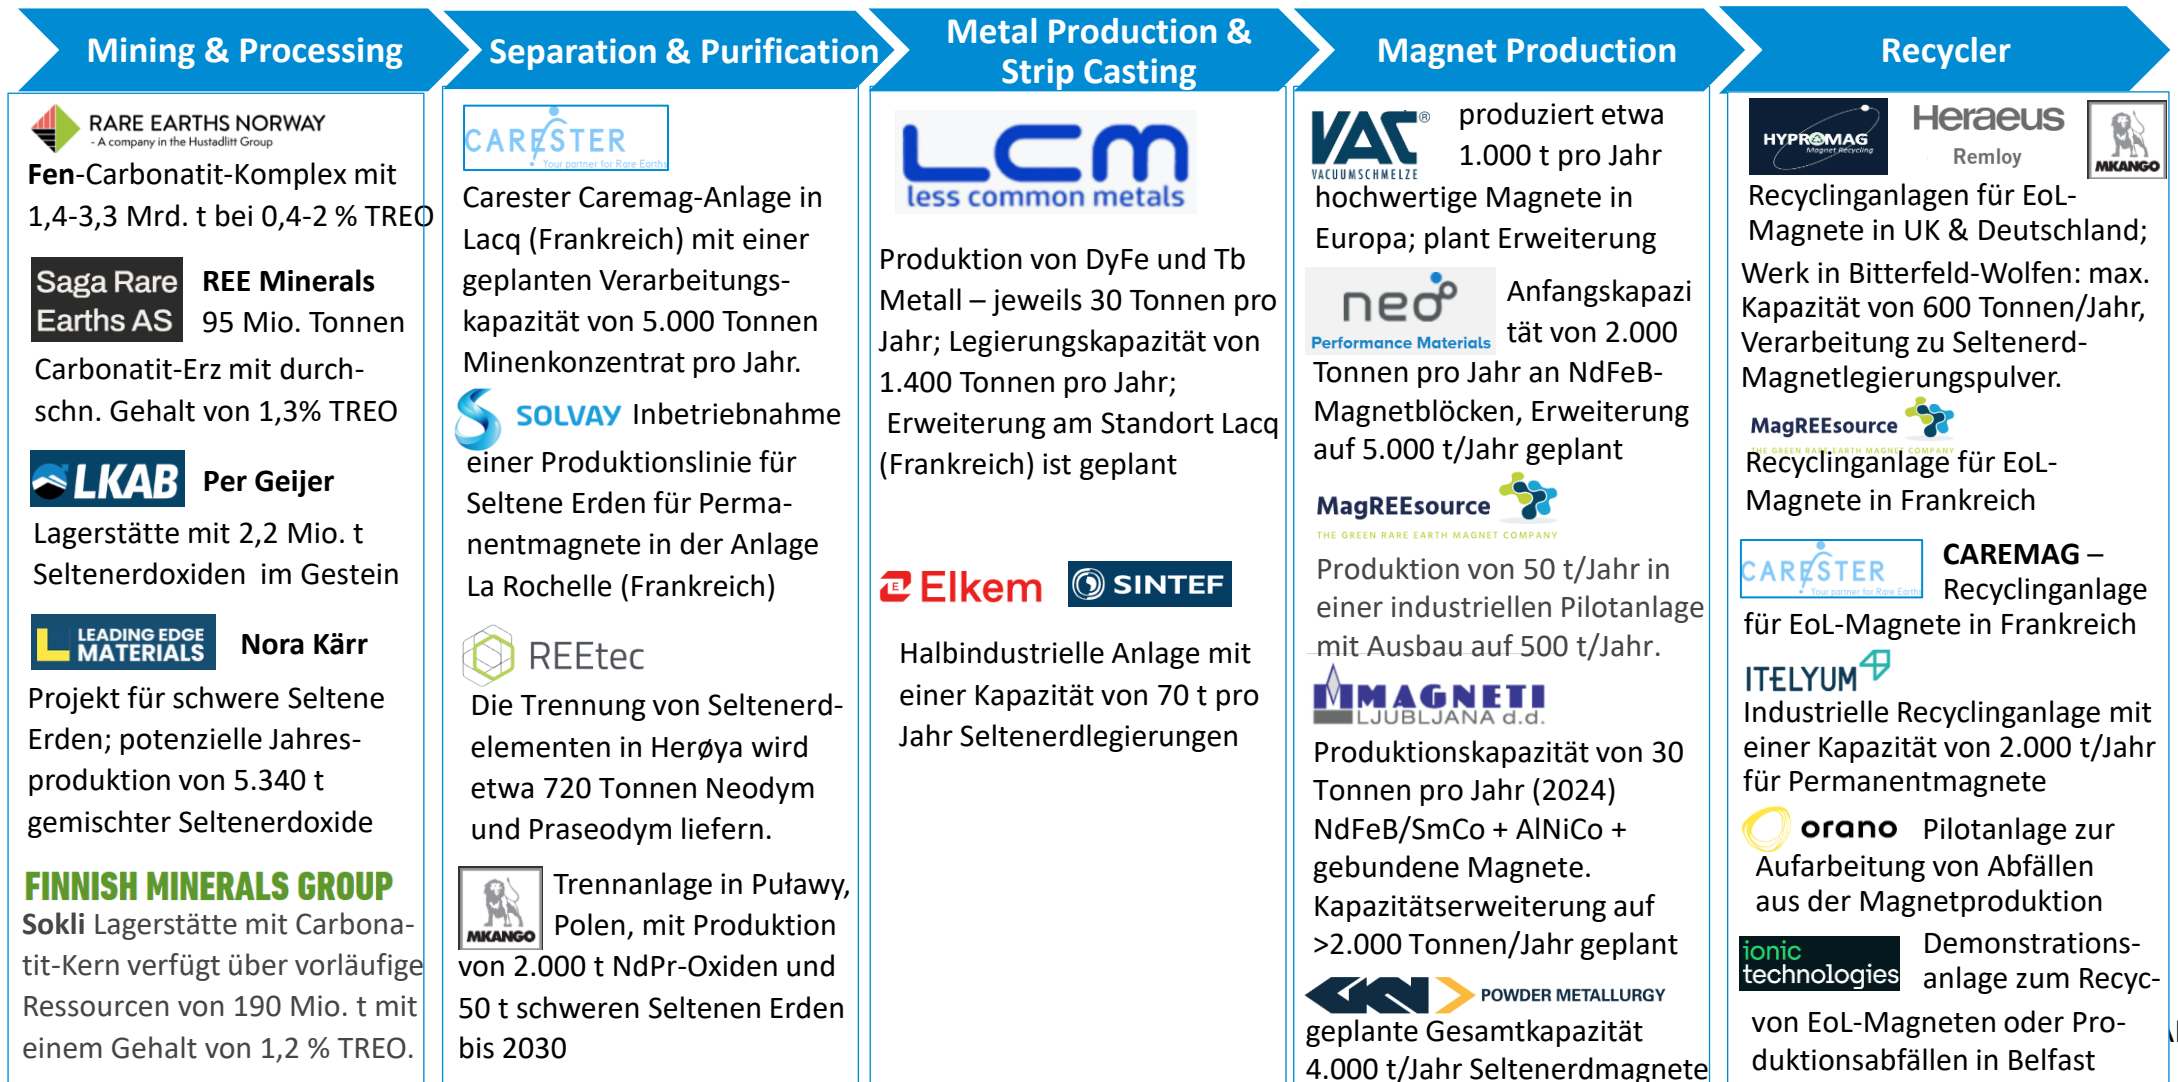 Mining & Processing
Separation & Purification
Metal Production &
Strip Casting
Magnet Production
Recycler
RARE EARTHS NORWAY
- A company in the Hustadlitt Group
Fen-Carbonatit-Komplex mit
1,4-3,3 Mrd. t bei 0,4-2 % TREO
Saga Rare
Earths AS
REE Minerals
95 Mio. Tonnen
Carbonatit-Erz mit durch-
schn. Gehalt von 1,3% TREO
LKAB
Per Geijer
Lagerstätte mit 2,2 Mio. t
Seltenerdoxiden im Gestein
LEADING EDGE
MATERIALS
Nora Kärr
Projekt für schwere Seltene
Erden; potenzielle Jahres-
produktion von 5.340 t
gemischter Seltenerdoxide
FINNISH MINERALS GROUP
Sokli Lagerstätte mit Carbona-
tit-Kern verfügt über vorläufige
Ressourcen von 190 Mio. t mit
einem Gehalt von 1,2 % TREO.
CARESTER
Your partner for Rare Earths
Carester Caremag-Anlage in
Lacq (Frankreich) mit einer
geplanten Verarbeitungs-
kapazität von 5.000 Tonnen
Minenkonzentrat pro Jahr.
SOLVAY Inbetriebnahme
einer Produktionslinie für
Seltene Erden für Perma-
nentmagnete in der Anlage
La Rochelle (Frankreich)
REEtec
Die Trennung von Seltenerd-
elementen in Herøya wird
etwa 720 Tonnen Neodym
und Praseodym liefern.
MKANGO
Trennanlage in Puławy,
Polen, mit Produktion
von 2.000 t NdPr-Oxiden und
50 t schweren Seltenen Erden
bis 2030
LCM
less common metals
Produktion von DyFe und Tb
Metall – jeweils 30 Tonnen pro
Jahr; Legierungskapazität von
1.400 Tonnen pro Jahr;
Erweiterung am Standort Lacq
(Frankreich) ist geplant
Elkem
SINTEF
Halbindustrielle Anlage mit
einer Kapazität von 70 t pro
Jahr Seltenerdlegierungen
VAC®
VACUUMSCHMELZE
produziert etwa
1.000 t pro Jahr
hochwertige Magnete in
Europa; plant Erweiterung
neo
Performance Materials
Anfangskapazi
tät von 2.000
Tonnen pro Jahr an NdFeB-
Magnetblöcken, Erweiterung
auf 5.000 t/Jahr geplant
MagREEsource
THE GREEN RARE EARTH MAGNET COMPANY
Produktion von 50 t/Jahr in
einer industriellen Pilotanlage
mit Ausbau auf 500 t/Jahr.
MAGNETI
LJUBLJANA d.d.
Produktionskapazität von 30
Tonnen pro Jahr (2024)
NdFeB/SmCo + AlNiCo +
gebundene Magnete.
Kapazitätserweiterung auf
>2.000 Tonnen/Jahr geplant
GKN POWDER METALLURGY
geplante Gesamtkapazität
4.000 t/Jahr Seltenerdmagnete
HYPROMAG
Magnet Recycling
Heraeus
Remloy
MKANGO
Recyclinganlagen für EoL-
Magnete in UK & Deutschland;
Werk in Bitterfeld-Wolfen: max.
Kapazität von 600 Tonnen/Jahr,
Verarbeitung zu Seltenerd-
Magnetlegierungspulver.
MagREEsource
THE GREEN RARE EARTH MAGNET COMPANY
Recyclinganlage für EoL-
Magnete in Frankreich
CARESTER
Your partner for Rare Earths
CAREMAG –
Recyclinganlage
für EoL-Magnete in Frankreich
ITELYUM
Industrielle Recyclinganlage mit
einer Kapazität von 2.000 t/Jahr
für Permanentmagnete
orano Pilotanlage zur
Aufarbeitung von Abfällen
aus der Magnetproduktion
ionic
technologies
Demonstrations-
anlage zum Recyc-
von EoL-Magneten oder Pro-
duktionsabfällen in Belfast